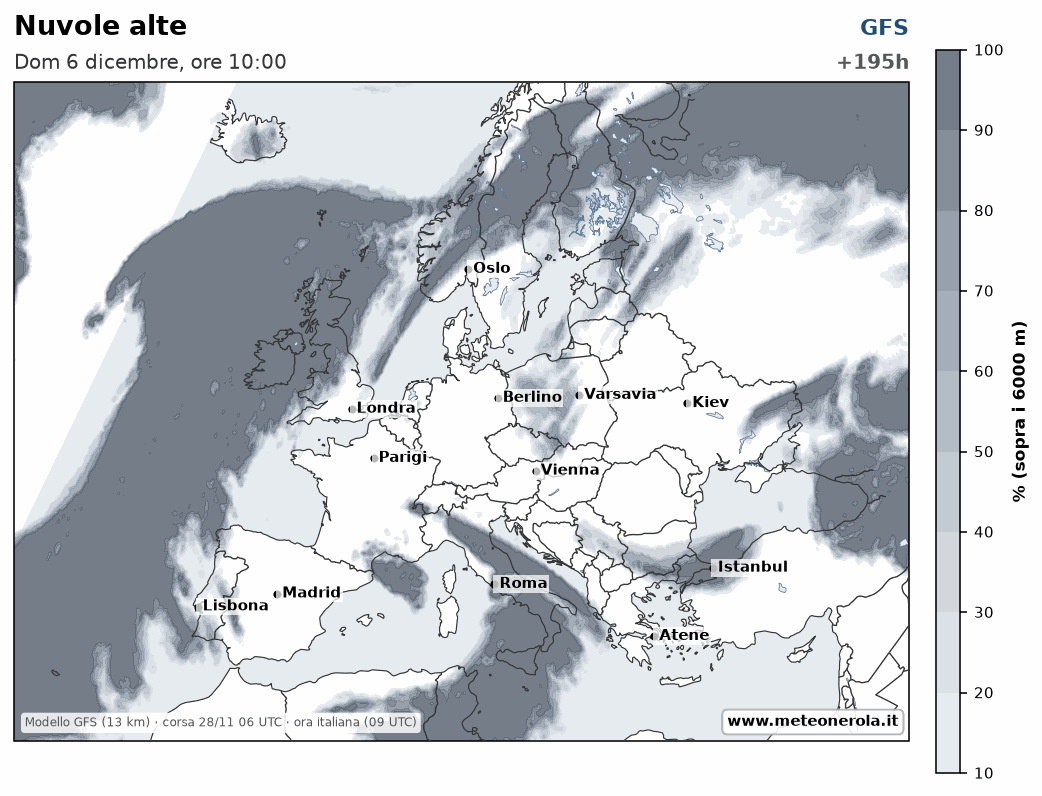 Nuvole alte
GFS
Dom 6 dicembre, ore 10:00
+195h
100
90
80
70
60
50
40
30
20
10
% (sopra i 6000 m)
Oslo
Berlino
Varsavia
Kiev
Londra
Parigi
Vienna
Istanbul
Roma
Madrid
Lisbona
Atene
Modello GFS (13 km) · corsa 28/11 06 UTC · ora italiana (09 UTC)
www.meteonerola.it